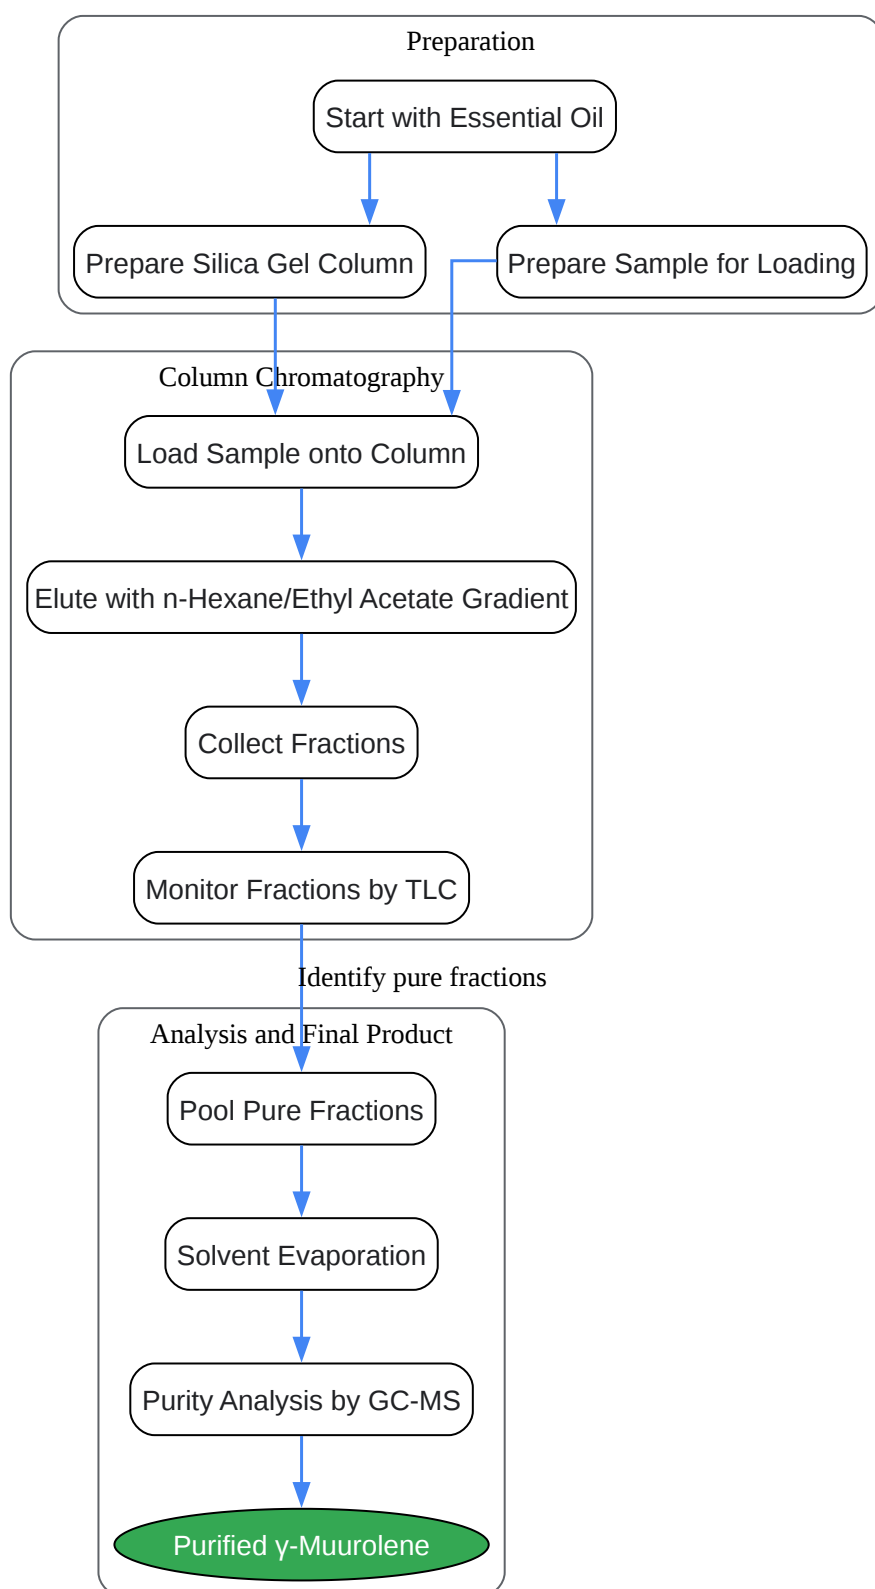 Preparation
Start with Essential Oil
Prepare Silica Gel Column
Prepare Sample for Loading
Column Chromatography
Load Sample onto Column
Elute with n-Hexane/Ethyl Acetate Gradient
Collect Fractions
Monitor Fractions by TLC
Identify pure fractions
Analysis and Final Product
Pool Pure Fractions
Solvent Evaporation
Purity Analysis by GC-MS
Purified γ-Muurolene